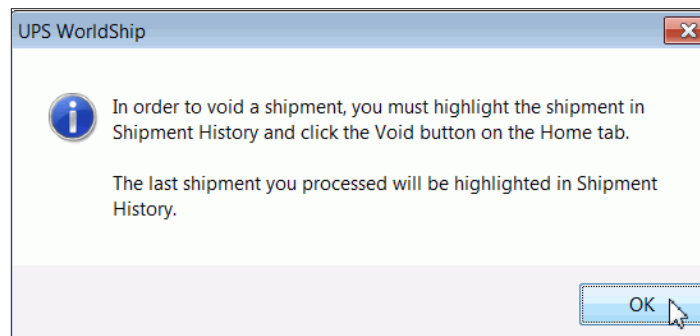 UPS WorldShip
In order to void a shipment, you must highlight the shipment in
Shipment History and click the Void button on the Home tab.
The last shipment you processed will be highlighted in Shipment
History.
OK